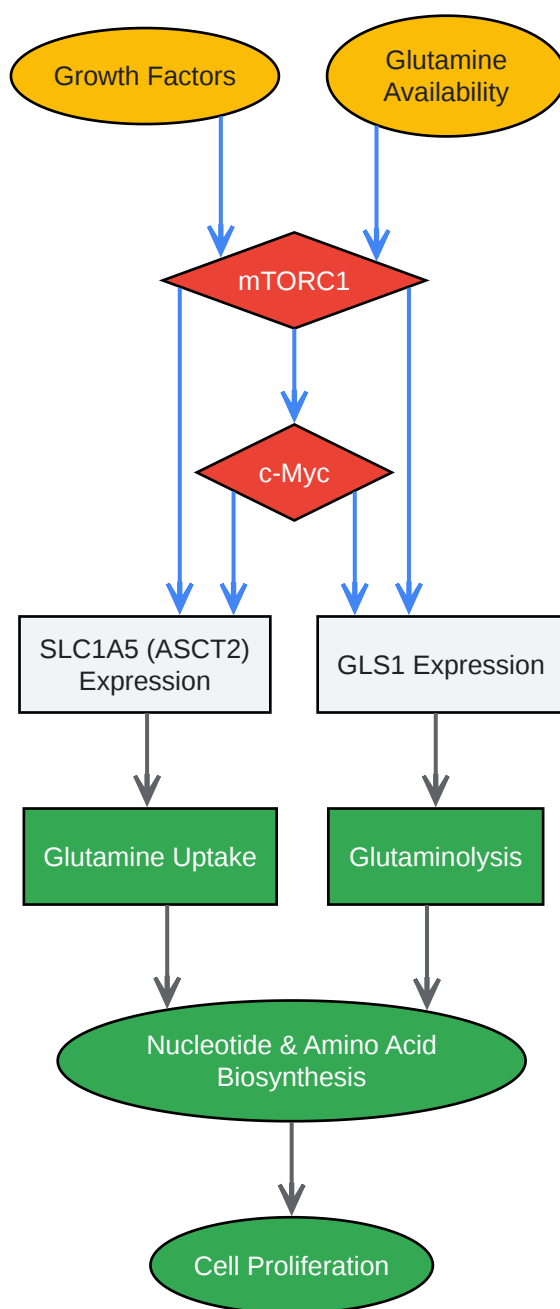 Growth Factors
Glutamine
Availability
mTORC1
c-Myc
SLC1A5 (ASCT2)
Expression
GLS1 Expression
Glutamine Uptake
Glutaminolysis
Nucleotide & Amino Acid
Biosynthesis
Cell Proliferation